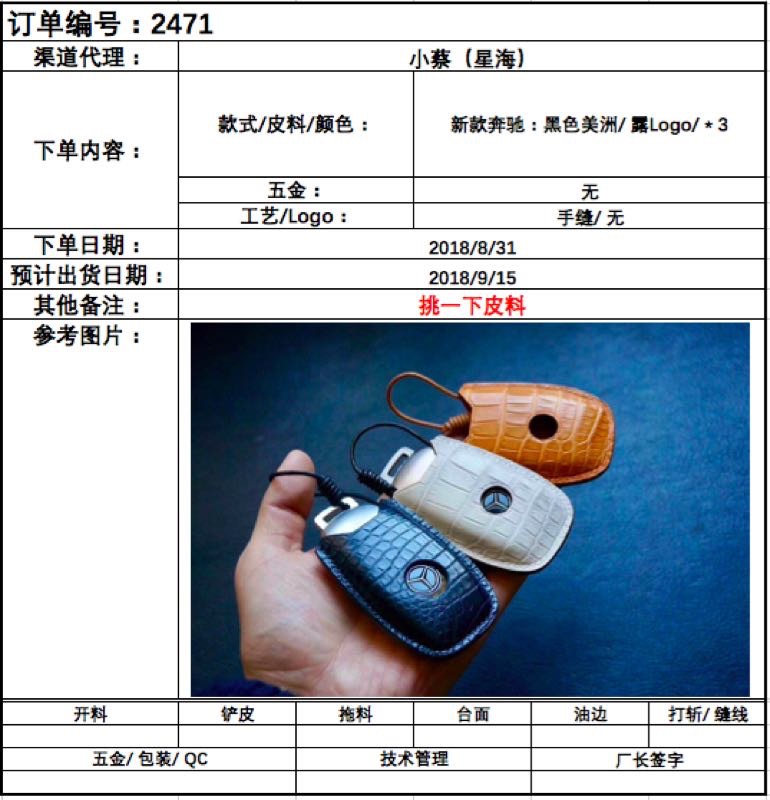 订单编号：2471
渠道代理： 小蔡（星海）
下单内容： 款式/皮料/颜色： 新款奔驰：黑色美洲/ 露Logo/ * 3
五金： 无
工艺/Logo： 手缝/ 无
下单日期： 2018/8/31
预计出货日期： 2018/9/15
其他备注： 挑一下皮料
参考图片：
开料 铲皮 拖料 台面 油边 打斩/ 缝线
五金/ 包装/ QC 技术管理 厂长签字